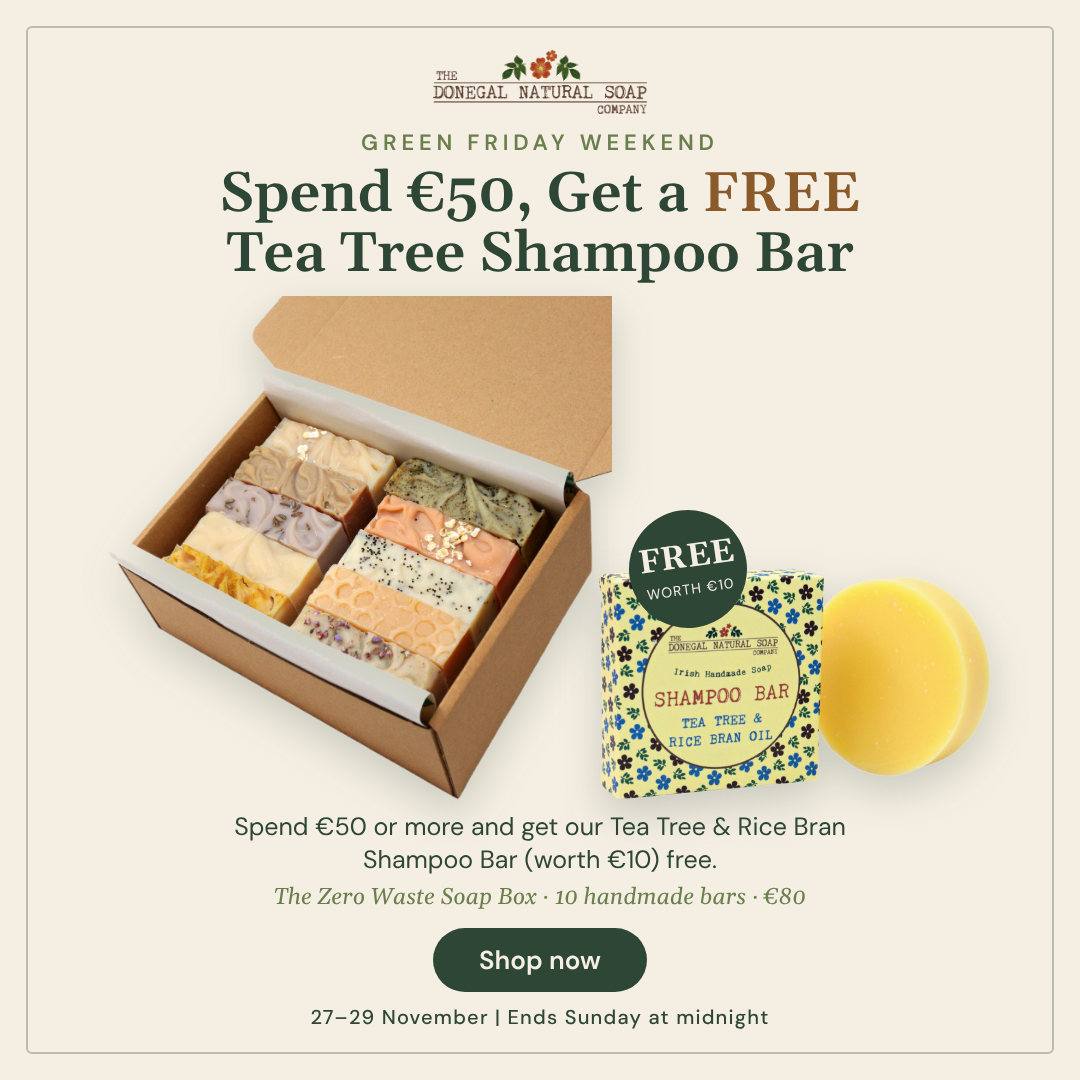 THE
DONEGAL NATURAL SOAP
COMPANY
GREEN FRIDAY WEEKEND
Spend €50, Get a FREE
Tea Tree Shampoo Bar
FREE
WORTH €10
THE
DONEGAL NATURAL SOAP
COMPANY
Irish Handmade Soap
SHAMPOO BAR
TEA TREE &
RICE BRAN OIL
Spend €50 or more and get our Tea Tree & Rice Bran
Shampoo Bar (worth €10) free.
The Zero Waste Soap Box · 10 handmade bars · €80
Shop now
27–29 November | Ends Sunday at midnight